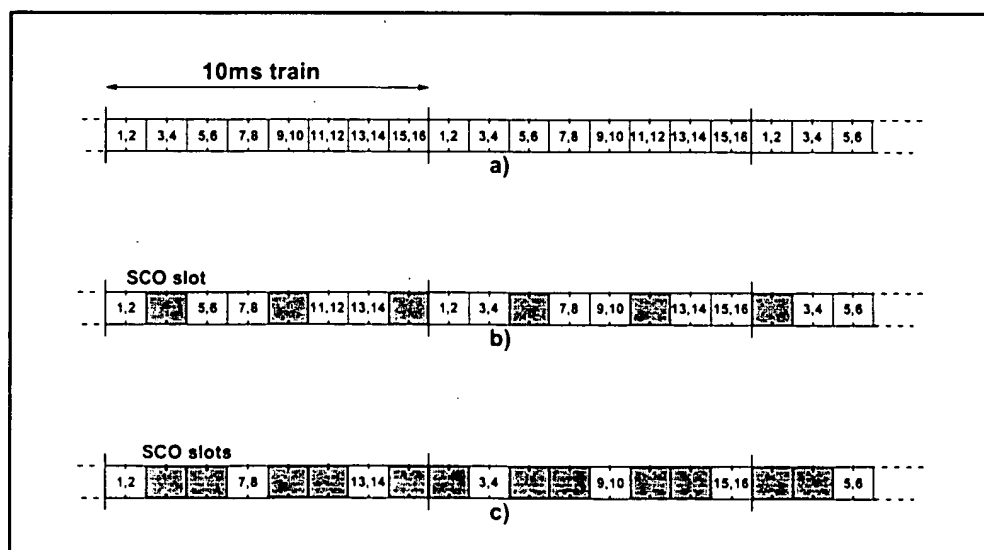 10ms train
1,2 3,4 5,6 7,8 9,10 11,12 13,14 15,16 1,2 3,4 5,6 7,8 9,10 11,12 13,14 15,16 1,2 3,4 5,6
a)
SCO slot
1,2 5,6 7,8 11,12 13,14 1,2 3,4 7,8 9,10 13,14 15,16 3,4 5,6
b)
SCO slots
1,2 7,8 13,14 3,4 9,10 15,16 5,6
c)